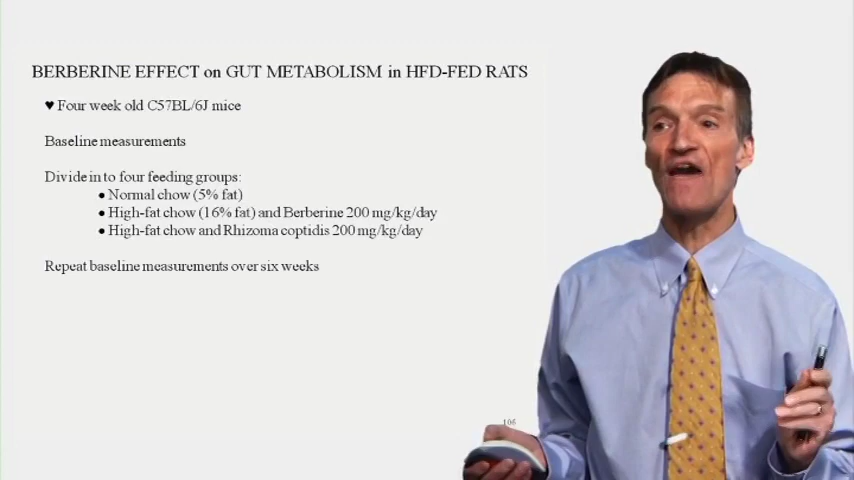 BERBERINE EFFECT on GUT METABOLISM in HFD-FED RATS
♥ Four week old C57BL/6J mice
Baseline measurements
Divide in to four feeding groups:
● Normal chow (5% fat)
● High-fat chow (16% fat) and Berberine 200 mg/kg/day
● High-fat chow and Rhizoma coptidis 200 mg/kg/day
Repeat baseline measurements over six weeks
106